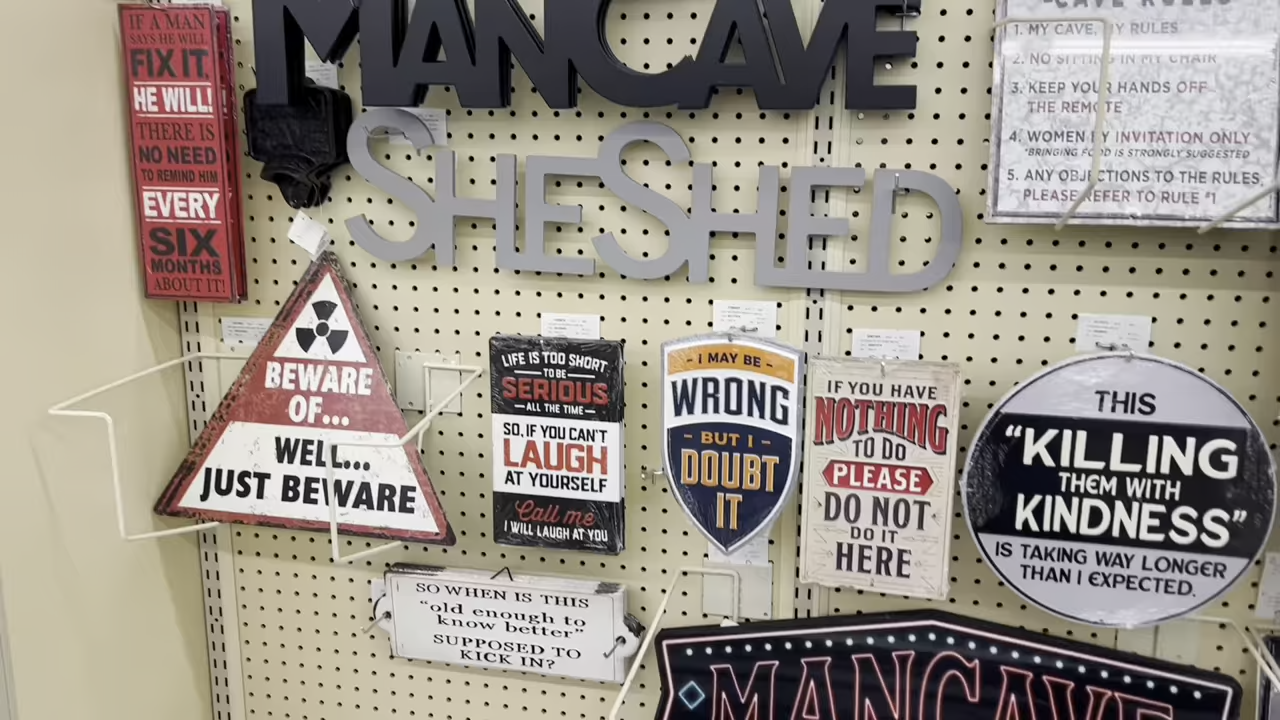 MANCAVE
IF A MAN
SAYS HE WILL
FIX IT,
HE WILL!
THERE IS
NO NEED
TO REMIND HIM
EVERY
SIX
MONTHS
ABOUT IT!
SHESHED
CAVE RULES
1. MY CAVE, MY RULES
2. NO SITTING IN MY CHAIR
3. KEEP YOUR HANDS OFF
THE REMOTE
4. WOMEN BY INVITATION ONLY
*BRINGING FOOD IS STRONGLY SUGGESTED
5. ANY OBJECTIONS TO THE RULES,
PLEASE REFER TO RULE #1
BEWARE
OF...
WELL...
JUST BEWARE
LIFE IS TOO SHORT
TO BE
SERIOUS
ALL THE TIME
SO, IF YOU CAN'T
LAUGH
AT YOURSELF
Call me
I WILL LAUGH AT YOU
- I MAY BE -
WRONG
- BUT I -
DOUBT
IT
IF YOU HAVE
NOTHING
TO DO
PLEASE
DO NOT
DO IT
HERE
THIS
"KILLING
THEM WITH
KINDNESS"
IS TAKING WAY LONGER
THAN I EXPECTED.
SO WHEN IS THIS
"old enough to
know better"
SUPPOSED TO
KICK IN?
MANCAVE